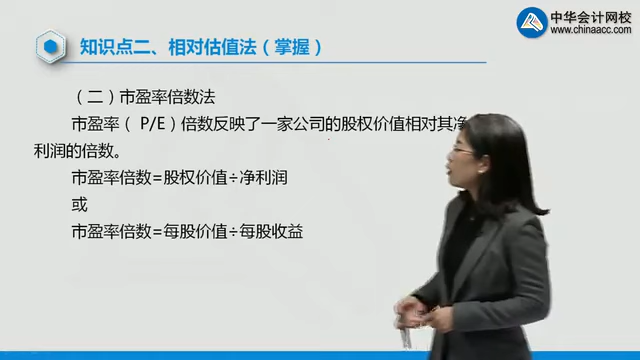 中华会计网校
www.chinaacc.com
知识点二、相对估值法（掌握）
（二）市盈率倍数法
市盈率（ P/E）倍数反映了一家公司的股权价值相对其净
利润的倍数。
市盈率倍数=股权价值÷净利润
或
市盈率倍数=每股价值÷每股收益